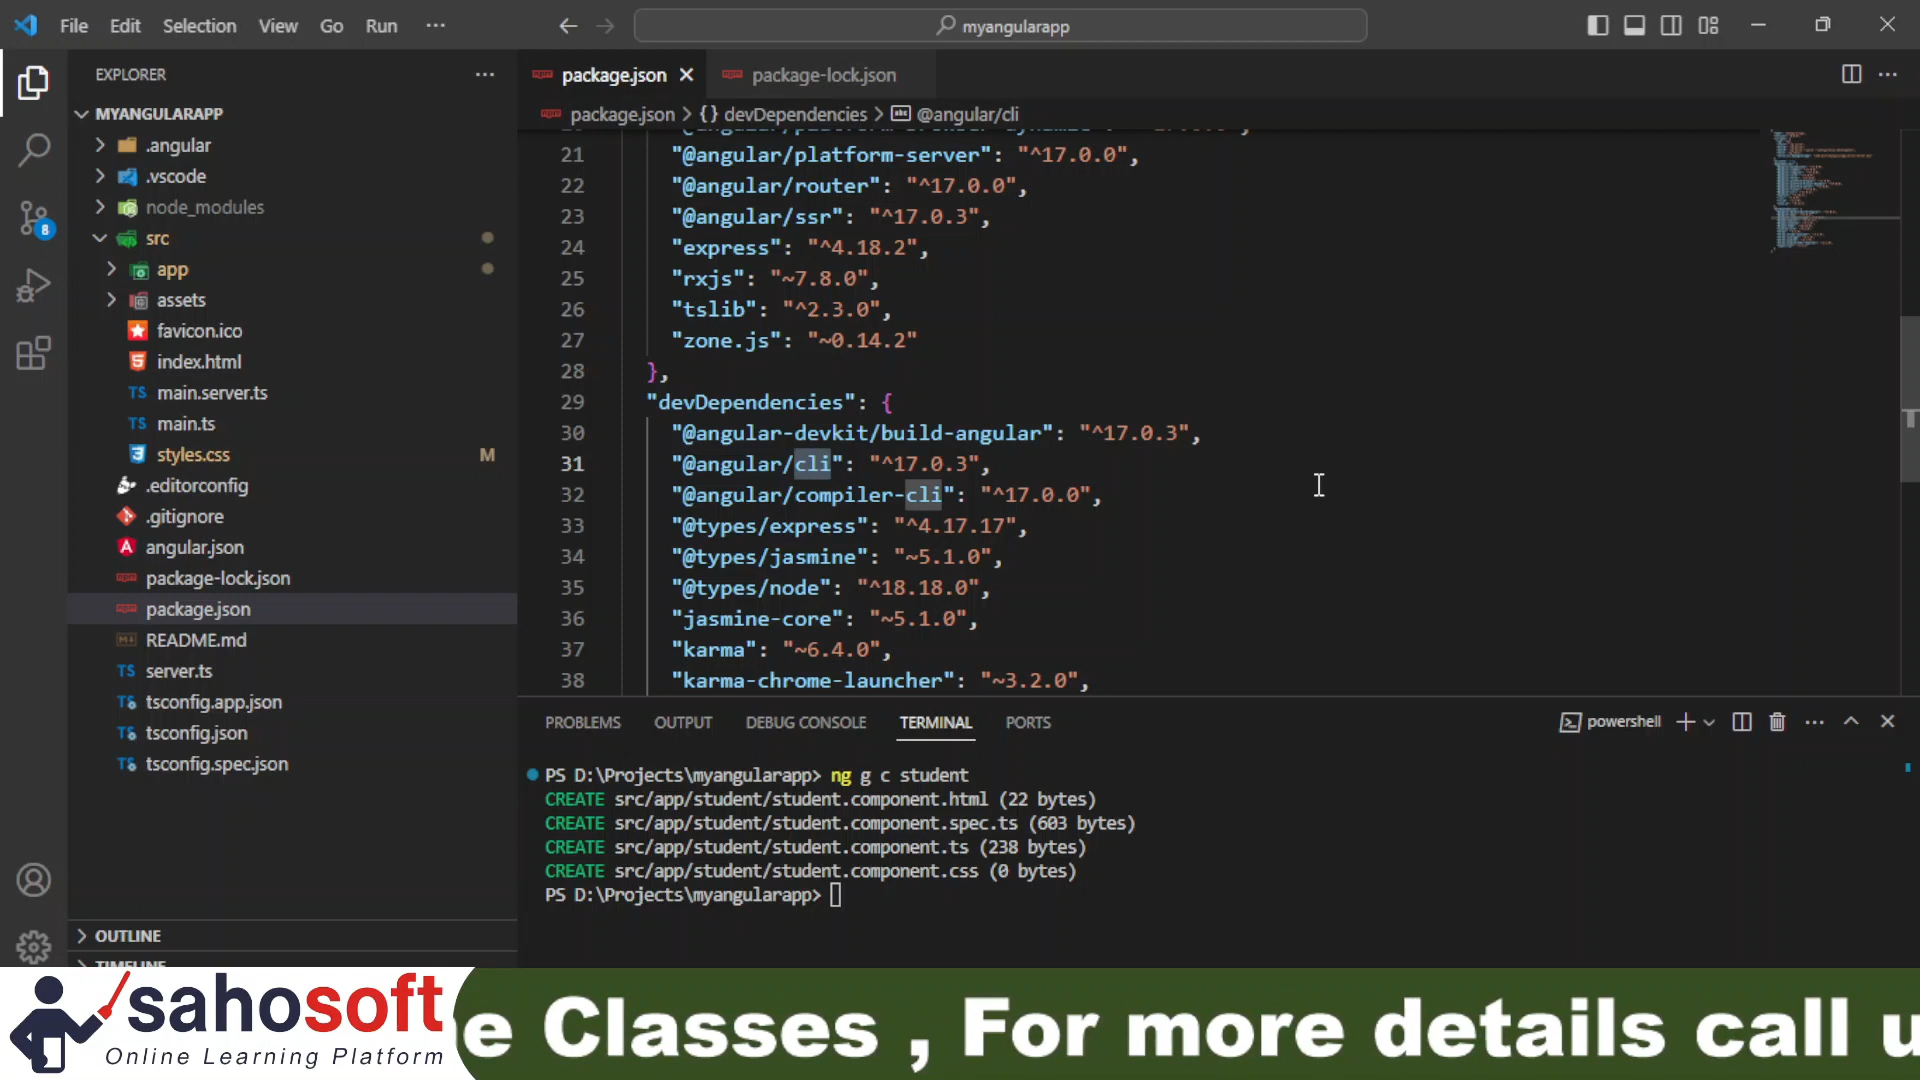 File Edit Selection View Go Run ···
myangularapp
EXPLORER
MYANGULARAPP
.angular
.vscode
node_modules
src
app
assets
favicon.ico
index.html
main.server.ts
main.ts
styles.css M
.editorconfig
.gitignore
angular.json
package-lock.json
package.json
README.md
server.ts
tsconfig.app.json
tsconfig.json
tsconfig.spec.json
OUTLINE
TIMELINE
8
package.json package-lock.json
package.json > {} devDependencies > @angular/cli
21 "@angular/platform-server": "^17.0.0",
22 "@angular/router": "^17.0.0",
23 "@angular/ssr": "^17.0.3",
24 "express": "^4.18.2",
25 "rxjs": "~7.8.0",
26 "tslib": "^2.3.0",
27 "zone.js": "~0.14.2"
28 },
29 "devDependencies": {
30 "@angular-devkit/build-angular": "^17.0.3",
31 "@angular/cli": "^17.0.3",
32 "@angular/compiler-cli": "^17.0.0",
33 "@types/express": "^4.17.17",
34 "@types/jasmine": "~5.1.0",
35 "@types/node": "^18.18.0",
36 "jasmine-core": "~5.1.0",
37 "karma": "~6.4.0",
38 "karma-chrome-launcher": "~3.2.0",
PROBLEMS OUTPUT DEBUG CONSOLE TERMINAL PORTS powershell
PS D:\Projects\myangularapp> ng g c student
CREATE src/app/student/student.component.html (22 bytes)
CREATE src/app/student/student.component.spec.ts (603 bytes)
CREATE src/app/student/student.component.ts (238 bytes)
CREATE src/app/student/student.component.css (0 bytes)
PS D:\Projects\myangularapp>
sahosoft
Online Learning Platform
e Classes , For more details call u